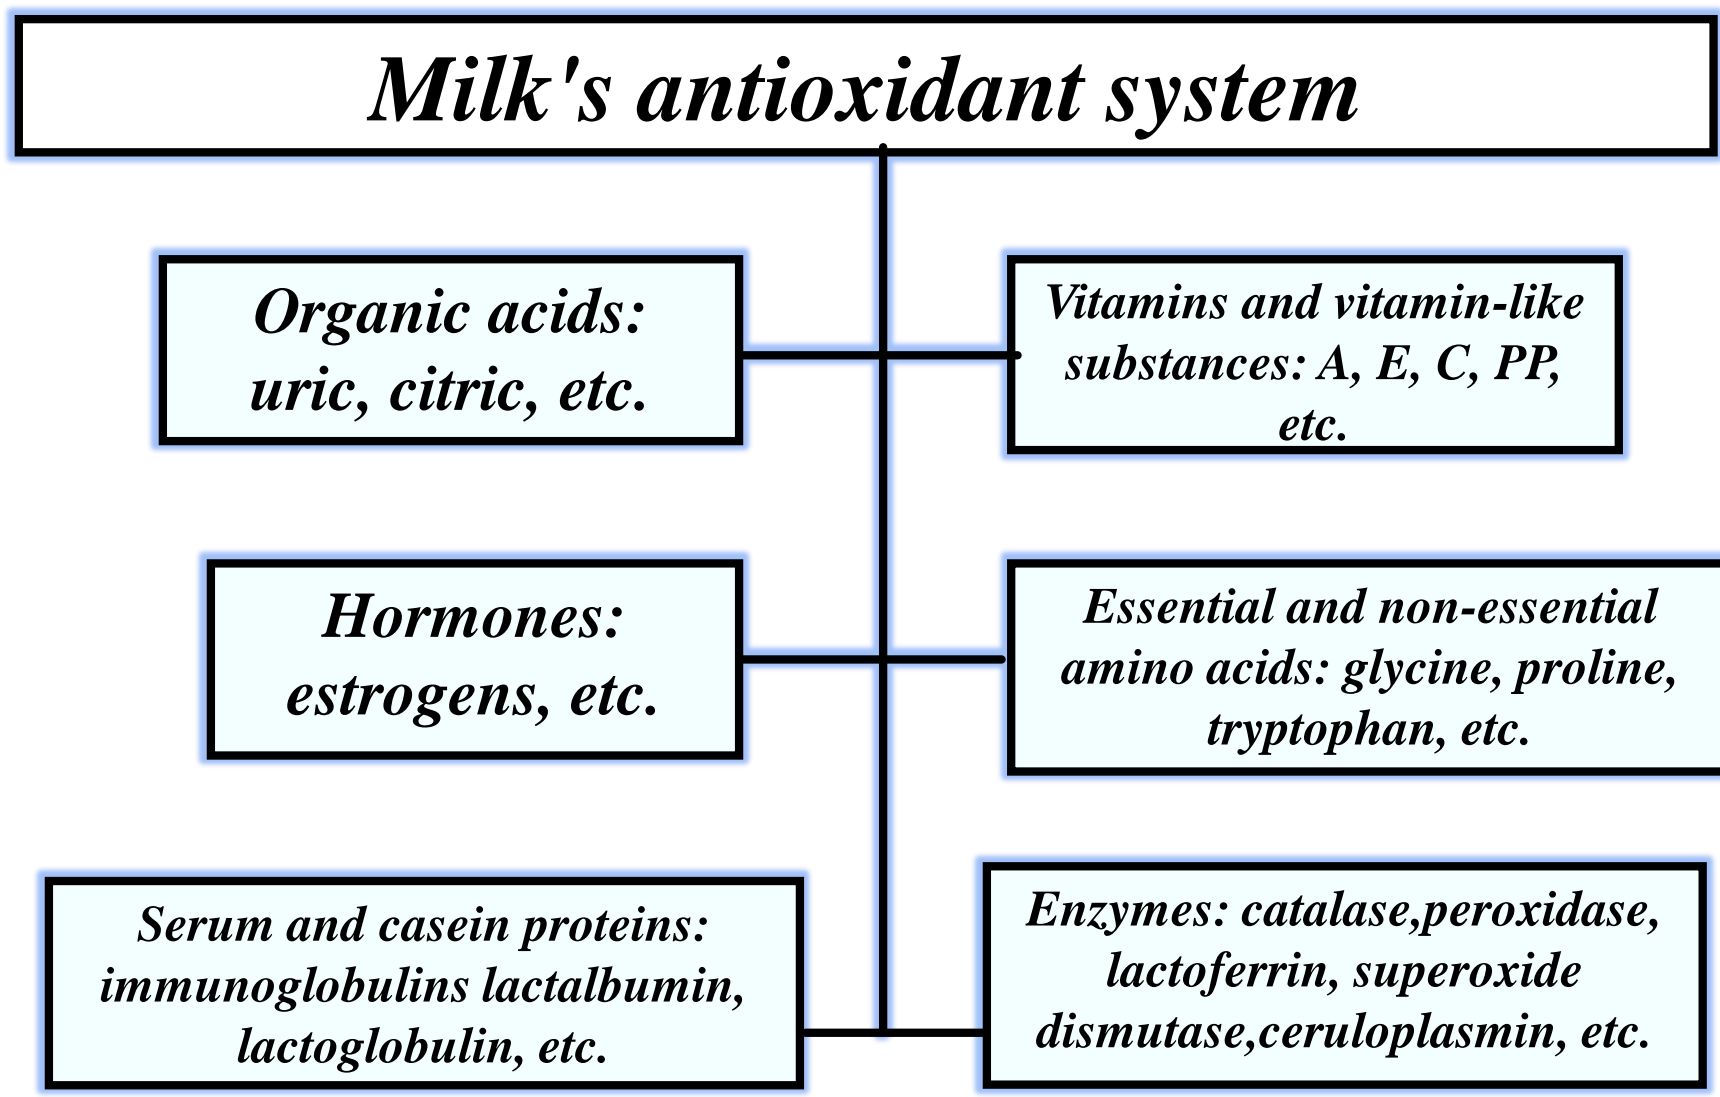 Milk's antioxidant system
Organic acids:
uric, citric, etc.
Vitamins and vitamin-like
substances: A, E, C, PP,
etc.
Hormones:
estrogens, etc.
Essential and non-essential
amino acids: glycine, proline,
tryptophan, etc.
Serum and casein proteins:
immunoglobulins lactalbumin,
lactoglobulin, etc.
Enzymes: catalase,peroxidase,
lactoferrin, superoxide
dismutase,ceruloplasmin, etc.